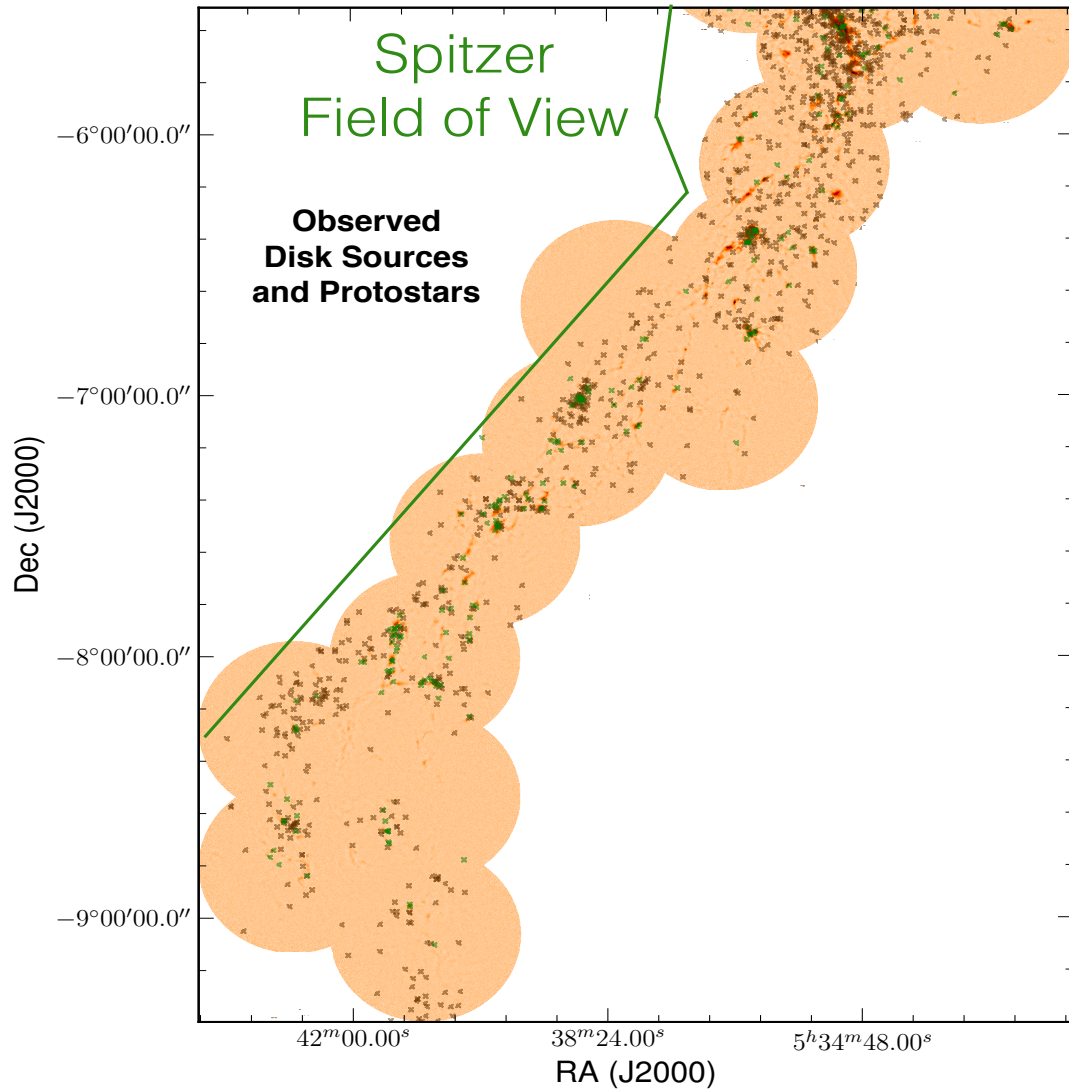 Spitzer
Field of View
Observed
Disk Sources
and Protostars
−6°00′00.0″
−7°00′00.0″
−8°00′00.0″
−9°00′00.0″
Dec (J2000)
42ᵐ00.00ˢ
38ᵐ24.00ˢ
5ʰ34ᵐ48.00ˢ
RA (J2000)